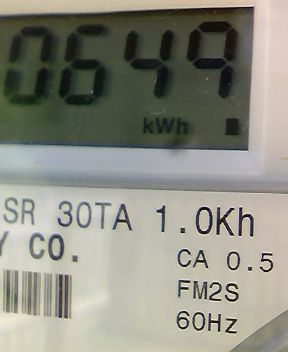 0649
kWh
SR 30TA 1.0Kh
Y CO.
CA 0.5
FM2S
60Hz